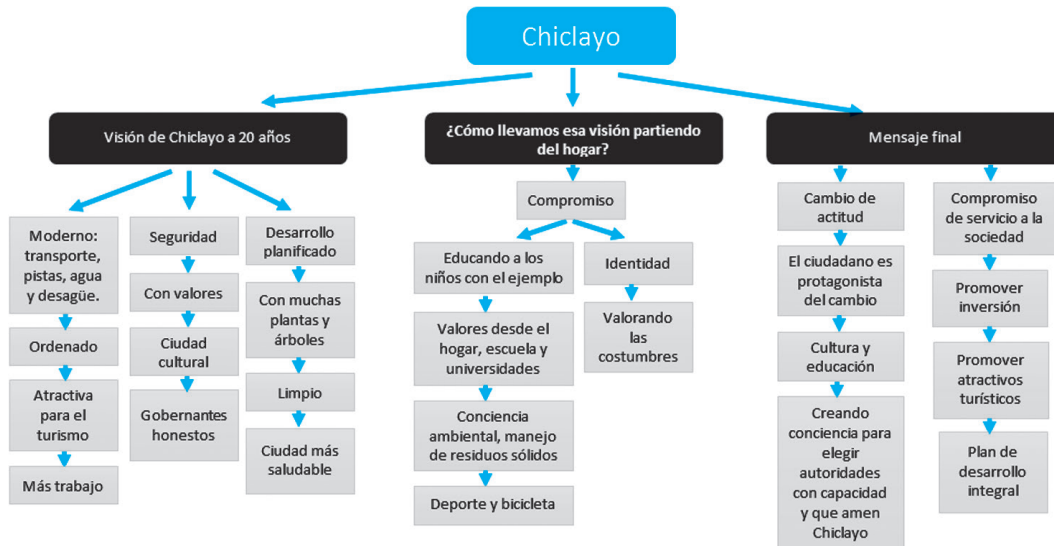 Chiclayo
Visión de Chiclayo a 20 años
Moderno:
transporte,
pistas, agua
y desagüe.
Ordenado
Atractiva
para el
turismo
Más trabajo
Seguridad
Con valores
Ciudad
cultural
Gobernantes
honestos
Desarrollo
planificado
Con muchas
plantas y
árboles
Limpio
Ciudad más
saludable
¿Cómo llevamos esa visión partiendo
del hogar?
Compromiso
Educando a los
niños con el ejemplo
Valores desde el
hogar, escuela y
universidades
Conciencia
ambiental, manejo
de residuos sólidos
Deporte y bicicleta
Identidad
Valorando
las
costumbres
Mensaje final
Cambio de
actitud
El ciudadano es
protagonista
del cambio
Cultura y
educación
Creando
conciencia para
elegir
autoridades
con capacidad
y que amen
Chiclayo
Compromiso
de servicio a la
sociedad
Promover
inversión
Promover
atractivos
turísticos
Plan de
desarrollo
integral